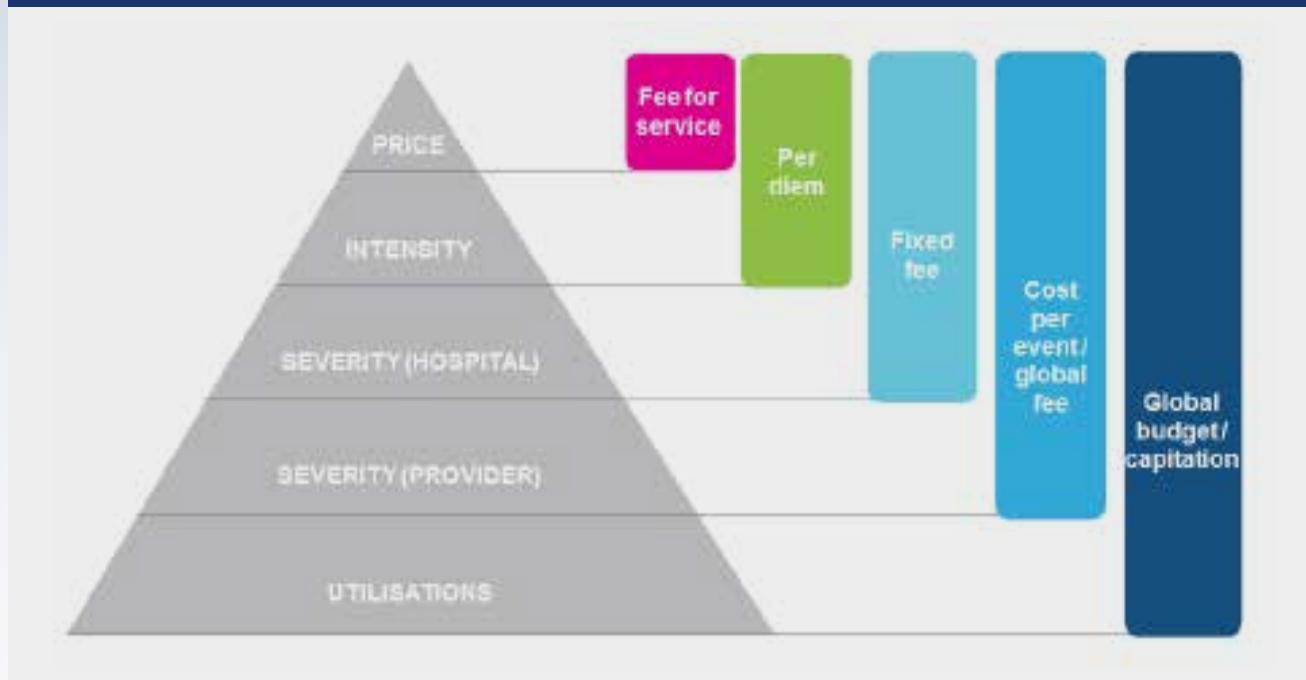 PRICE
INTENSITY
SEVERITY (HOSPITAL)
SEVERITY (PROVIDER)
UTILISATIONS
Fee for
service
Per
diem
Fixed
fee
Cost
per
event/
global
fee
Global
budget/
capitation